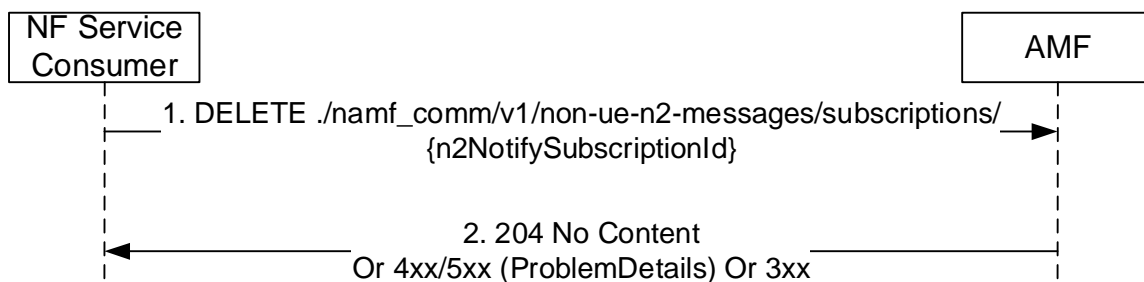 NF Service
Consumer
AMF
1. DELETE ./namf_comm/v1/non-ue-n2-messages/subscriptions/
{n2NotifySubscriptionId}
2. 204 No Content
Or 4xx/5xx (ProblemDetails) Or 3xx